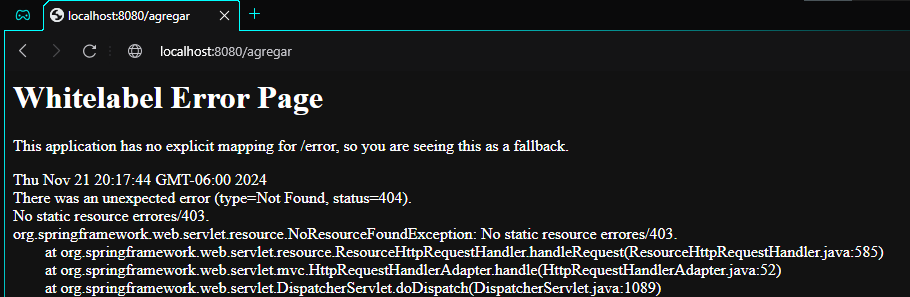 localhost:8080/agregar
localhost:8080/agregar
Whitelabel Error Page
This application has no explicit mapping for /error, so you are seeing this as a fallback.
Thu Nov 21 20:17:44 GMT-06:00 2024
There was an unexpected error (type=Not Found, status=404).
No static resource errores/403.
org.springframework.web.servlet.resource.NoResourceFoundException: No static resource errores/403.
at org.springframework.web.servlet.resource.ResourceHttpRequestHandler.handleRequest(ResourceHttpRequestHandler.java:585)
at org.springframework.web.servlet.mvc.HttpRequestHandlerAdapter.handle(HttpRequestHandlerAdapter.java:52)
at org.springframework.web.servlet.DispatcherServlet.doDispatch(DispatcherServlet.java:1089)